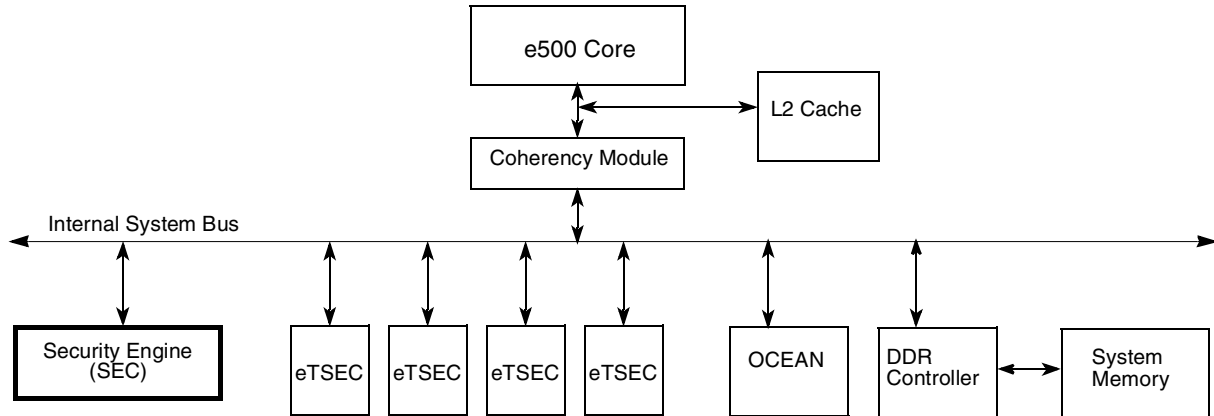 e500 Core
L2 Cache
Coherency Module
Internal System Bus
Security Engine
(SEC)
eTSEC
eTSEC
eTSEC
eTSEC
OCEAN
DDR
Controller
System
Memory